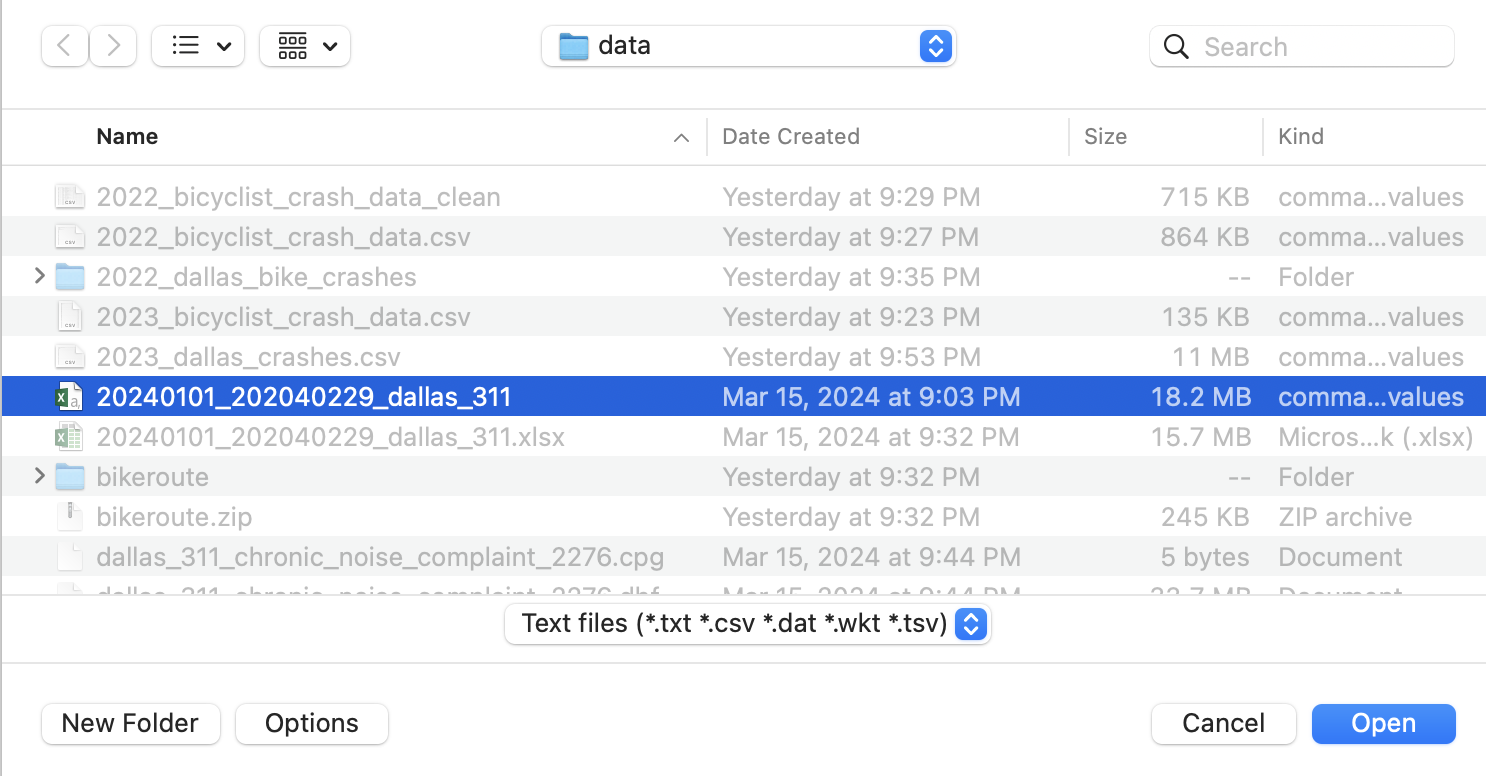 data
Search
Name Date Created Size Kind
2022_bicyclist_crash_data_clean Yesterday at 9:29 PM 715 KB comma...values
2022_bicyclist_crash_data.csv Yesterday at 9:27 PM 864 KB comma...values
2022_dallas_bike_crashes Yesterday at 9:35 PM -- Folder
2023_bicyclist_crash_data.csv Yesterday at 9:23 PM 135 KB comma...values
2023_dallas_crashes.csv Yesterday at 9:53 PM 11 MB comma...values
20240101_202040229_dallas_311 Mar 15, 2024 at 9:03 PM 18.2 MB comma...values
20240101_202040229_dallas_311.xlsx Mar 15, 2024 at 9:32 PM 15.7 MB Micros...k (.xlsx)
bikeroute Yesterday at 9:32 PM -- Folder
bikeroute.zip Yesterday at 9:32 PM 245 KB ZIP archive
dallas_311_chronic_noise_complaint_2276.cpg Mar 15, 2024 at 9:44 PM 5 bytes Document
Text files (*.txt *.csv *.dat *.wkt *.tsv)
New Folder Options Cancel Open